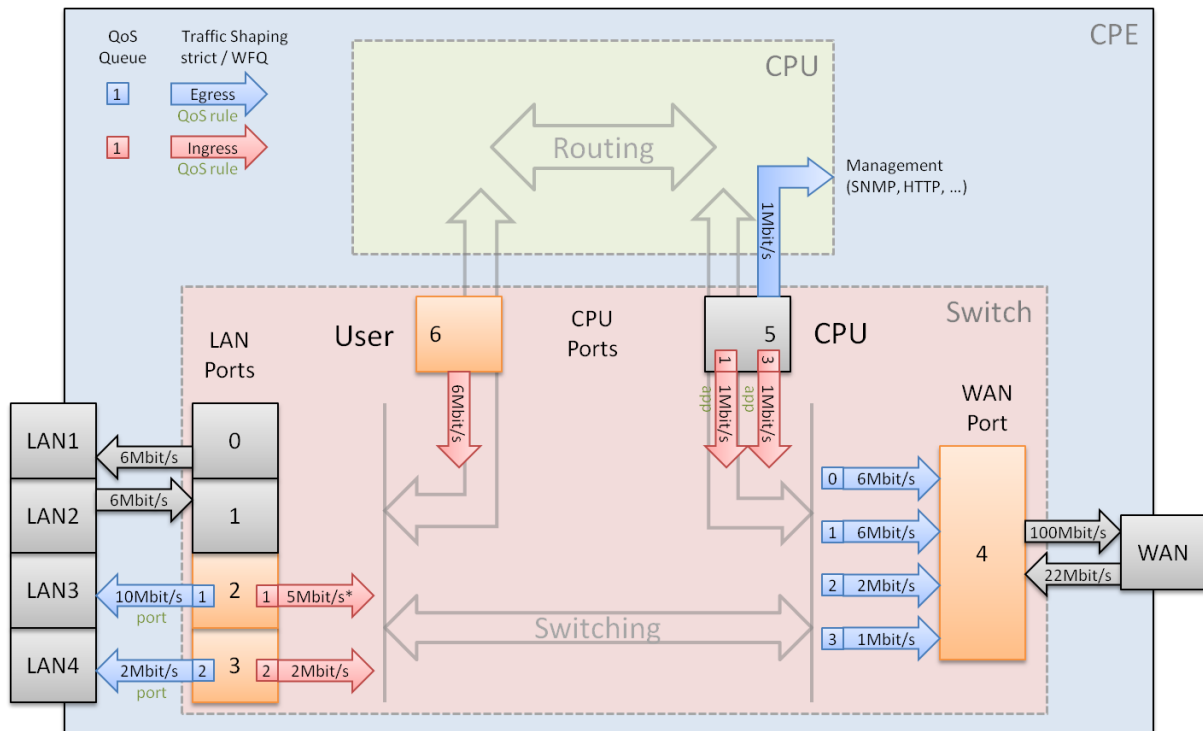 CPE
QoS
Queue
Traffic Shaping
strict / WFQ
1
Egress
QoS rule
1
Ingress
QoS rule
CPU
Routing
Management
(SNMP, HTTP, ...)
1Mbit/s
Switch
LAN
Ports
User
6
CPU
Ports
5
CPU
6Mbit/s
1
1Mbit/s
app
3
1Mbit/s
app
WAN
Port
LAN1
6Mbit/s
0
LAN2
6Mbit/s
1
LAN3
10Mbit/s
1
port
2
1
5Mbit/s*
LAN4
2Mbit/s
2
port
3
2
2Mbit/s
Switching
0
6Mbit/s
1
6Mbit/s
2
2Mbit/s
3
1Mbit/s
4
100Mbit/s
22Mbit/s
WAN